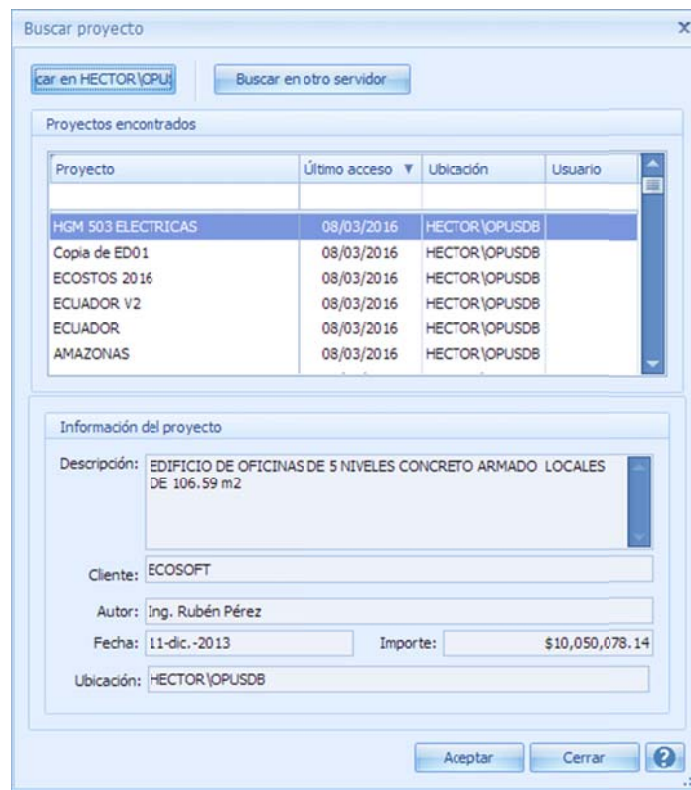 Buscar proyecto
x
car en HECTOR\OPUS
Buscar en otro servidor
Proyectos encontrados
Proyecto Último acceso Ubicación Usuario
HGM 503 ELECTRICAS 08/03/2016 HECTOR\OPUSDB
Copia de ED01 08/03/2016 HECTOR\OPUSDB
ECOSTOS 2016 08/03/2016 HECTOR\OPUSDB
ECUADOR V2 08/03/2016 HECTOR\OPUSDB
ECUADOR 08/03/2016 HECTOR\OPUSDB
AMAZONAS 08/03/2016 HECTOR\OPUSDB
Información del proyecto
Descripción: EDIFICIO DE OFICINAS DE 5 NIVELES CONCRETO ARMADO LOCALES
DE 106.59 m2
Cliente: ECOSOFT
Autor: Ing. Rubén Pérez
Fecha: 11-dic.-2013 Importe: $10,050,078.14
Ubicación: HECTOR\OPUSDB
Aceptar Cerrar ?